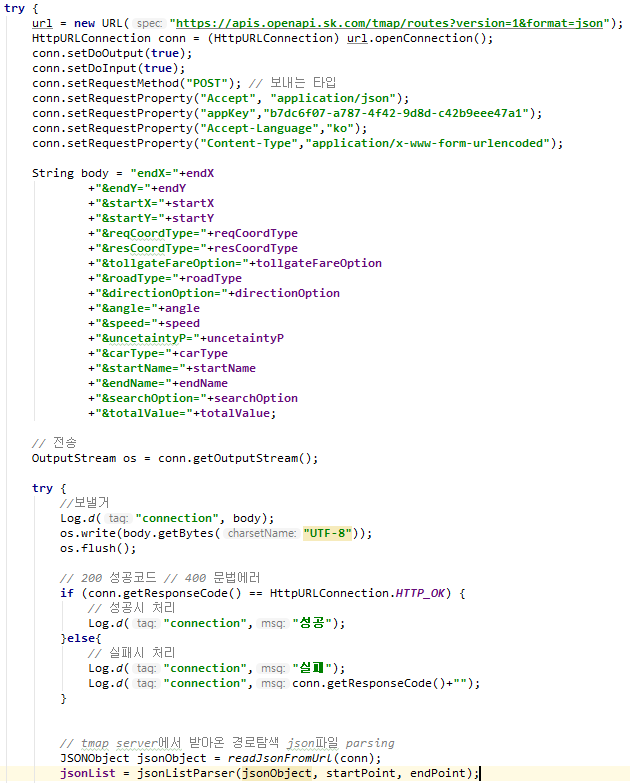 try {
url = new URL( spec: "https://apis.openapi.sk.com/tmap/routes?version=1&format=json");
HttpURLConnection conn = (HttpURLConnection) url.openConnection();
conn.setDoOutput(true);
conn.setDoInput(true);
conn.setRequestMethod("POST"); // 보내는 타입
conn.setRequestProperty("Accept", "application/json");
conn.setRequestProperty("appKey","b7dc6f07-a787-4f42-9d8d-c42b9eee47a1");
conn.setRequestProperty("Accept-Language","ko");
conn.setRequestProperty("Content-Type","application/x-www-form-urlencoded");
String body = "endX="+endX
+"&endY="+endY
+"&startX="+startX
+"&startY="+startY
+"&reqCoordType="+reqCoordType
+"&resCoordType="+resCoordType
+"&tollgateFareOption="+tollgateFareOption
+"&roadType="+roadType
+"&directionOption="+directionOption
+"&angle="+angle
+"&speed="+speed
+"&uncetaintyP="+uncetaintyP
+"&carType="+carType
+"&startName="+startName
+"&endName="+endName
+"&searchOption="+searchOption
+"&totalValue="+totalValue;
// 전송
OutputStream os = conn.getOutputStream();
try {
//보낼거
Log.d( tag: "connection", body);
os.write(body.getBytes( charsetName: "UTF-8"));
os.flush();
// 200 성공코드 // 400 문법에러
if (conn.getResponseCode() == HttpURLConnection.HTTP_OK) {
// 성공시 처리
Log.d( tag: "connection", msg: "성공");
}else{
// 실패시 처리
Log.d( tag: "connection", msg: "실패");
Log.d( tag: "connection", msg: conn.getResponseCode()+"");
}
// tmap server에서 받아온 경로탐색 json파일 parsing
JSONObject jsonObject = readJsonFromUrl(conn);
jsonList = jsonListParser(jsonObject, startPoint, endPoint);